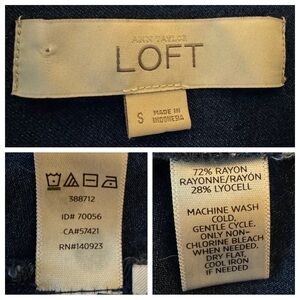 ANN TAYLOR
LOFT
S
MADE IN
INDONESIA
388712
ID# 70056
CA#57421
RN#140923
72% RAYON
RAYONNE/RAYÓN
28% LYOCELL
MACHINE WASH
COLD,
GENTLE CYCLE.
ONLY NON-
CHLORINE BLEACH
WHEN NEEDED.
DRY FLAT.
COOL IRON
IF NEEDED